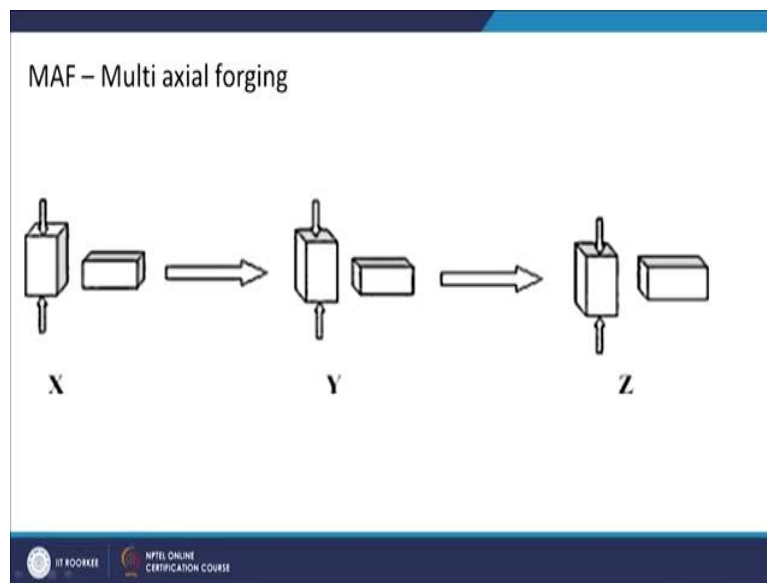 MAF – Multi axial forging
X
Y
Z
IIT ROORKEE
NPTEL ONLINE
CERTIFICATION COURSE